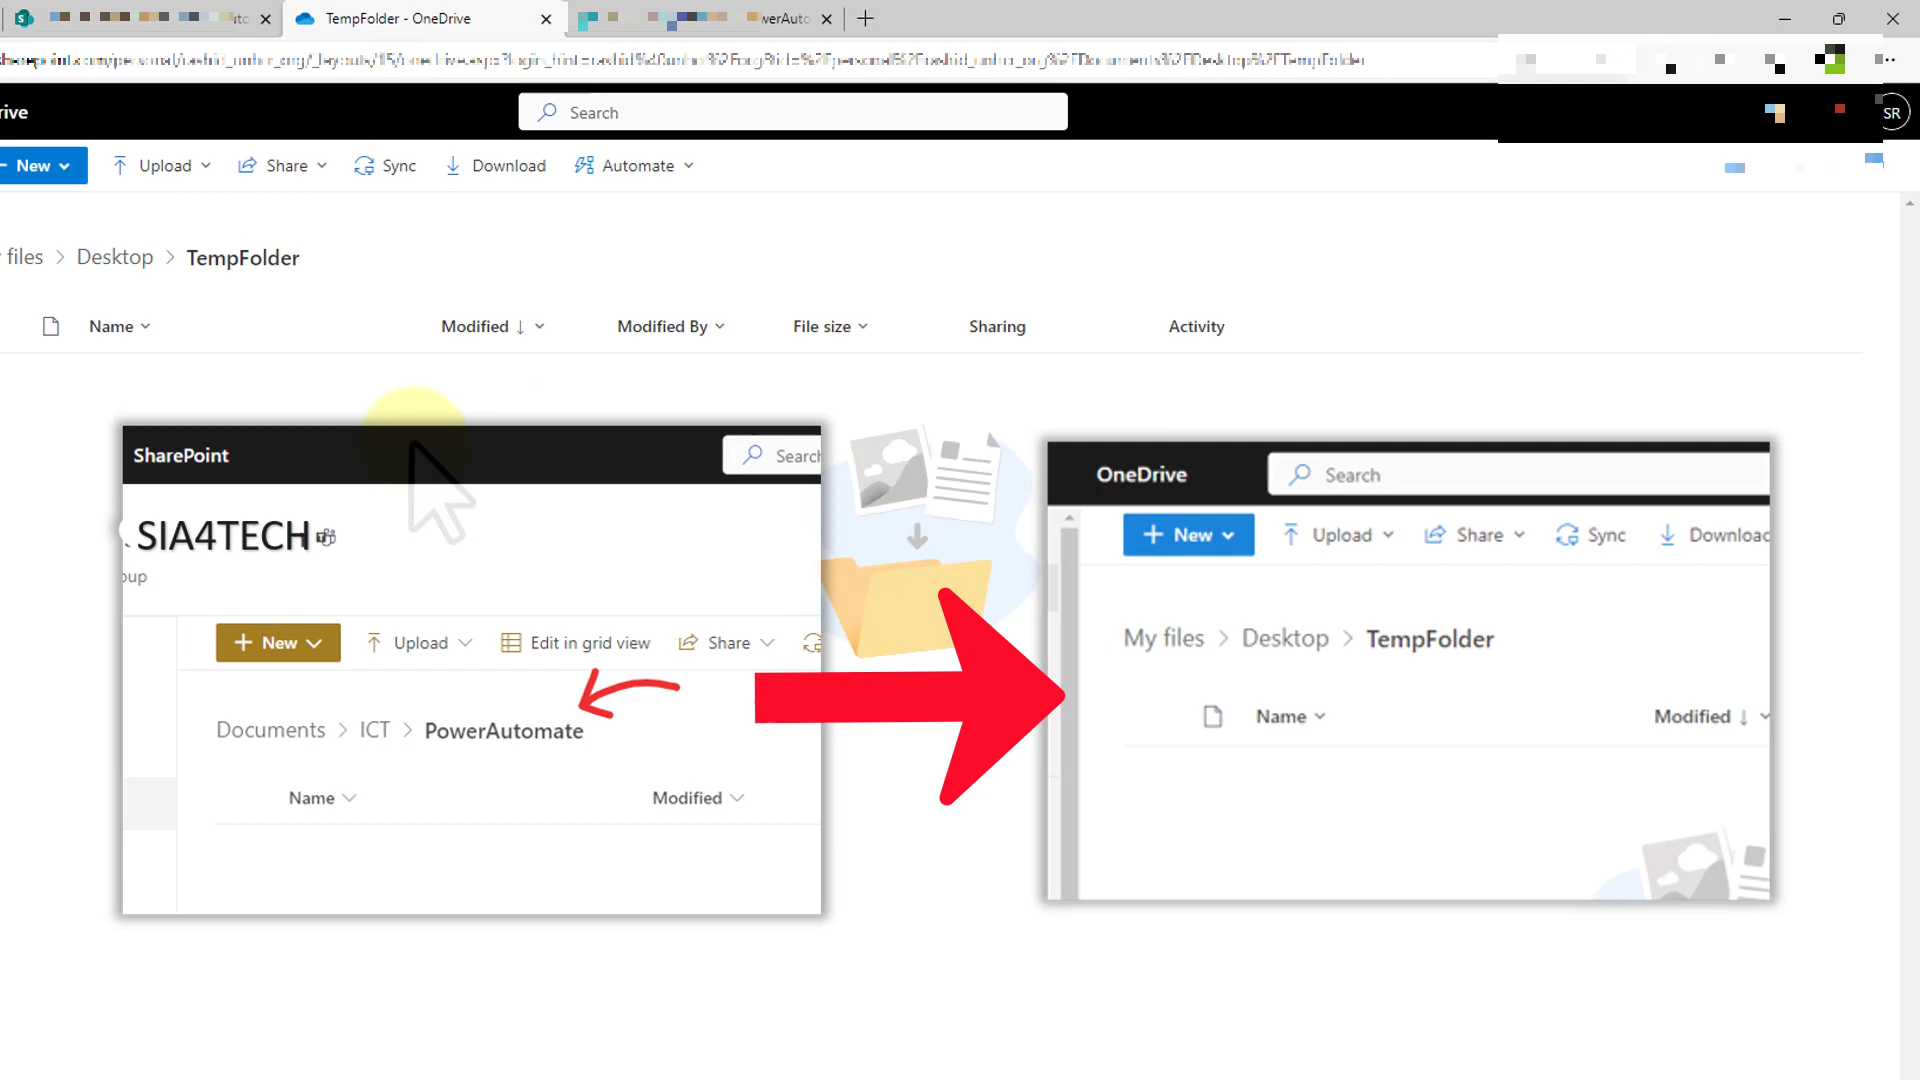 TempFolder - OneDrive
Search
SR
New
Upload
Share
Sync
Download
Automate
files > Desktop > TempFolder
Name
Modified
Modified By
File size
Sharing
Activity
SharePoint
Search
SIA4TECH
New
Upload
Edit in grid view
Share
Documents > ICT > PowerAutomate
Name
Modified
OneDrive
Search
New
Upload
Share
Sync
Download
My files > Desktop > TempFolder
Name
Modified